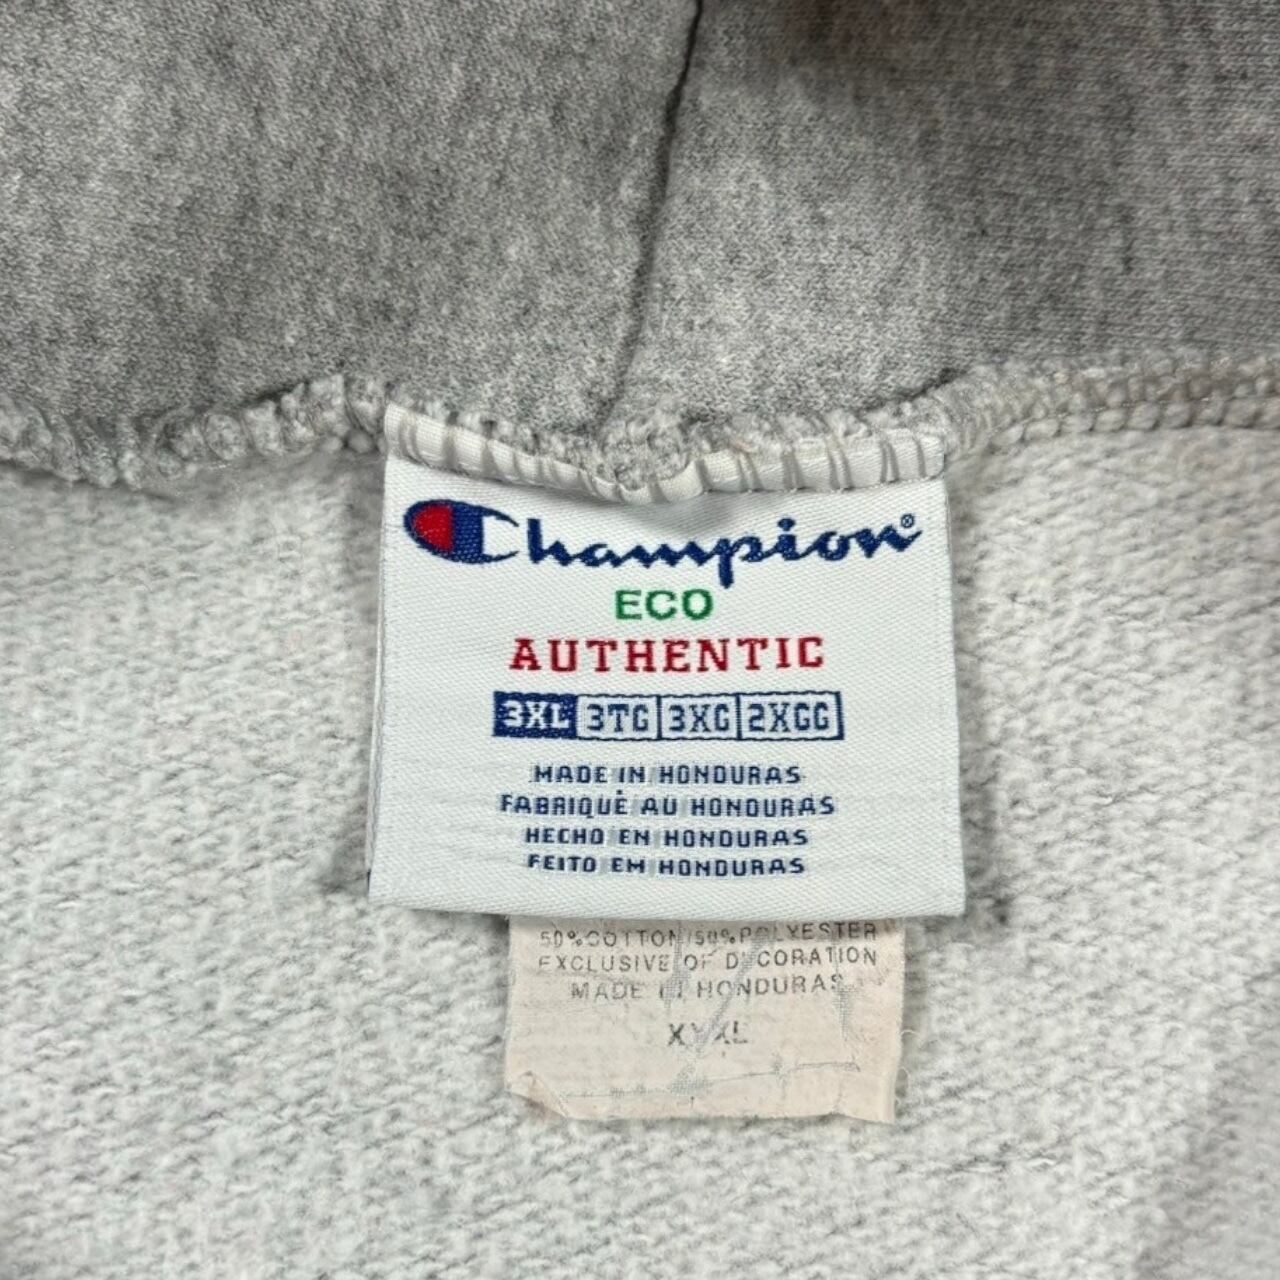 Champion®
ECO
AUTHENTIC
3XL 3TG 3XG 2XGG
MADE IN HONDURAS
FABRIQUÉ AU HONDURAS
HECHO EN HONDURAS
FEITO EM HONDURAS
50% COTTON/50% POLYESTER
EXCLUSIVE OF DECORATION
MADE IN HONDURAS
XXXL